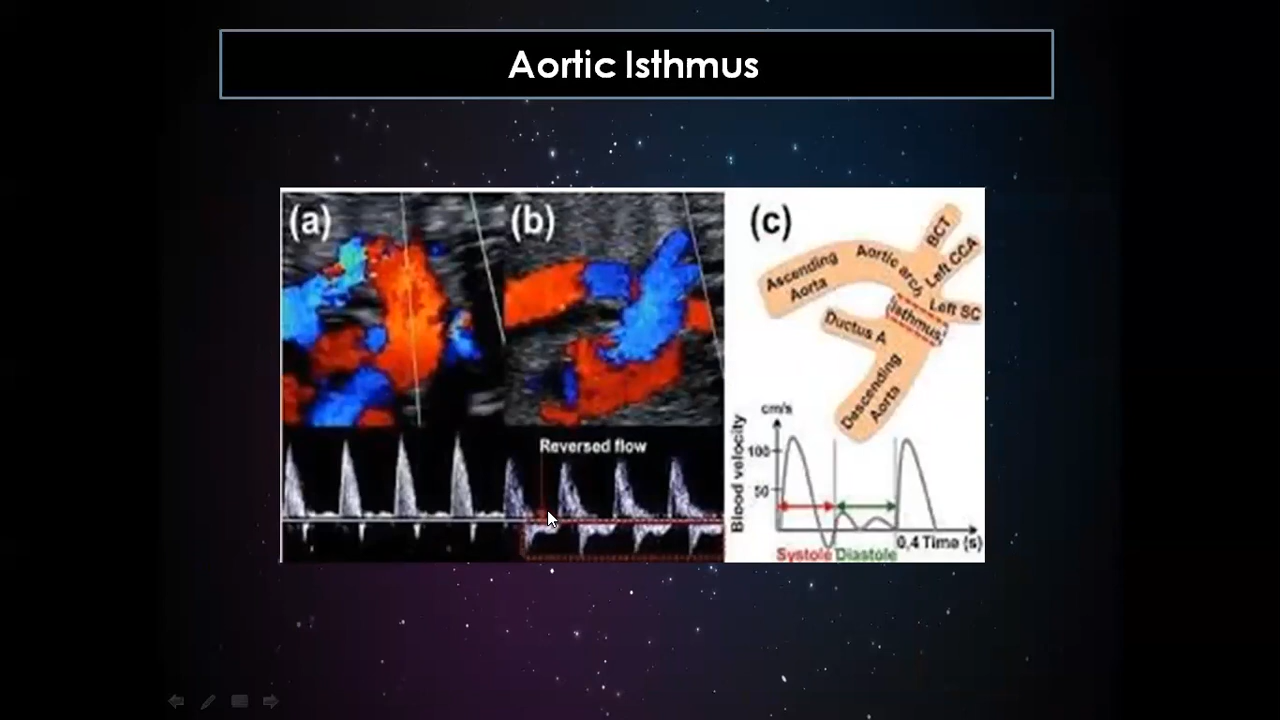 Aortic Isthmus
(a)
(b)
Reversed flow
(c)
BCT
Left CCA
Aortic arch
Ascending
Aorta
Left SC
Isthmus
Ductus A
Descending
Aorta
cm/s
100
50
Blood velocity
0,4 Time (s)
Systole Diastole